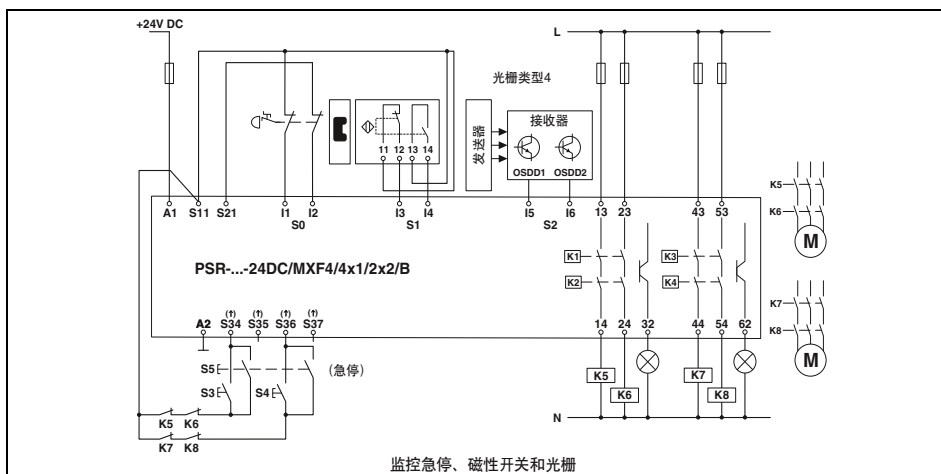 +24V DC
L
光栅类型4
发送器
接收器
11 12 13 14
OSDD1 OSDD2
K5
K6
M
A1 S11 S21 I1 I2 I3 I4 I5 I6 13 23 43 53
S0 S1 S2
K1 K3
K2 K4
PSR-...-24DC/MXF4/4x1/2x2/B
K7
K8
M
(†) (†) (†) (†)
A2 S34 S35 S36 S37 14 24 32 44 54 62
S5 (急停)
S3 S4
K5 K7
K6 K8
K5 K6
N
K7 K8
监控急停、磁性开关和光栅